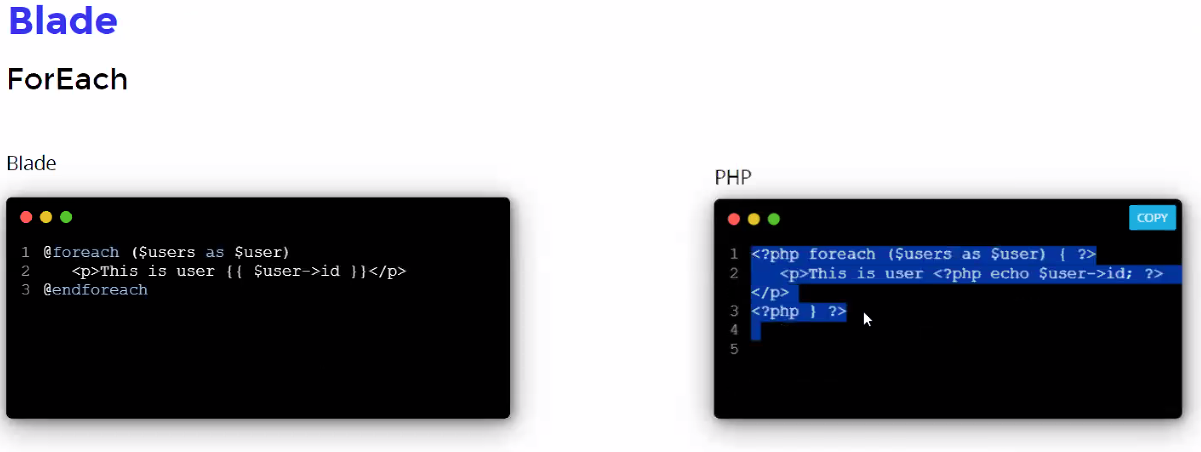 Blade
ForEach
Blade
1 @foreach ($users as $user)
2    <p>This is user {{ $user->id }}</p>
3 @endforeach
PHP
COPY
1 <?php foreach ($users as $user) { ?>
2    <p>This is user <?php echo $user->id; ?>
</p>
3 <?php } ?>
4
5